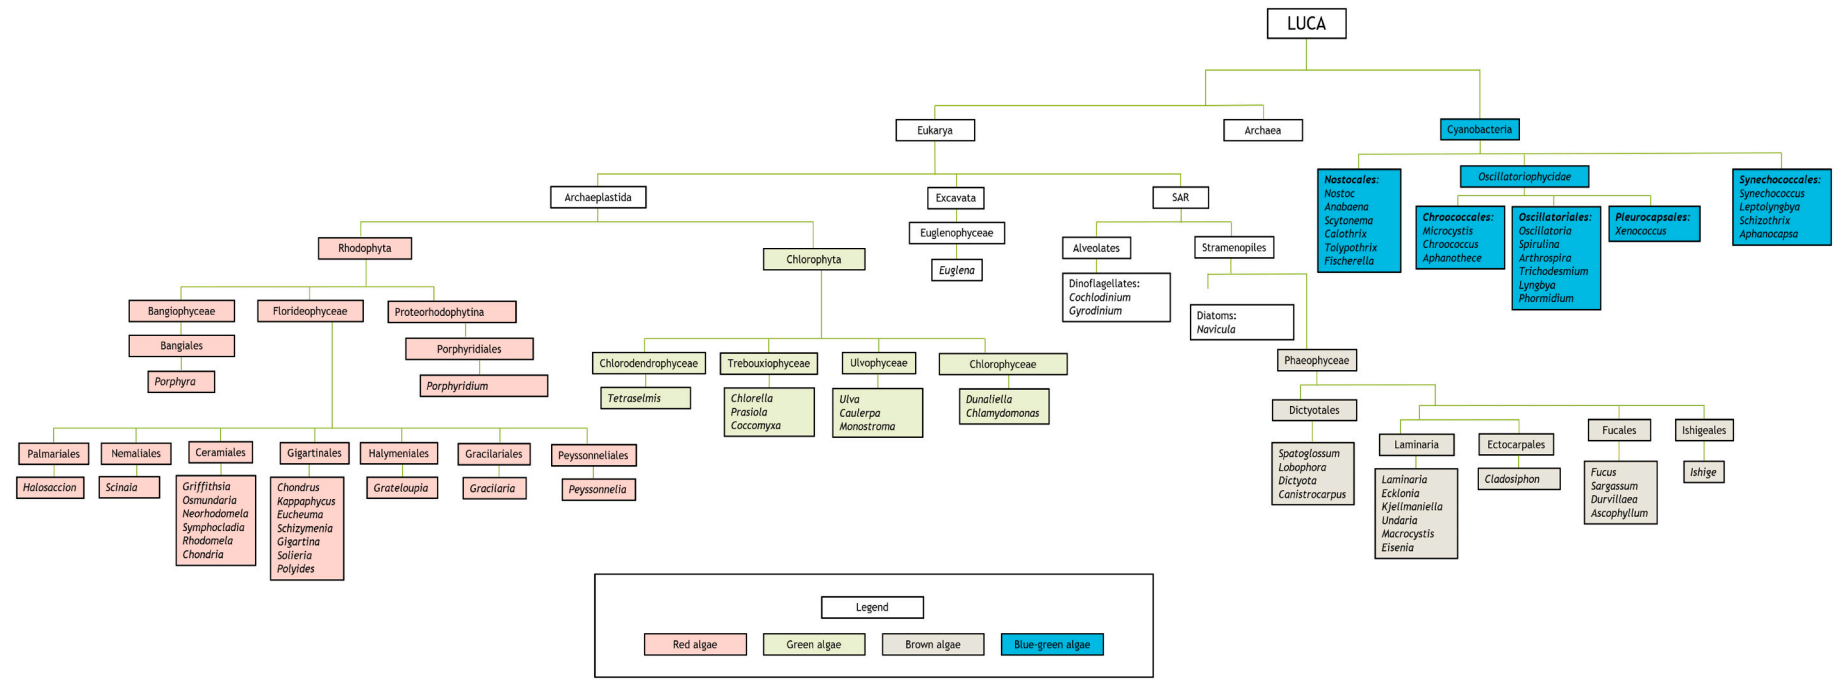 LUCA
Eukarya
Archaea
Cyanobacteria
Archaeplastida
Excavata
SAR
Nostocales:
Nostoc
Anabaena
Scytonema
Calothrix
Tolypothrix
Fischerella
Oscillatoriophycidae
Synechococcales:
Synechococcus
Leptolyngbya
Schizothrix
Aphanocapsa
Chroococcales:
Microcystis
Chroococcus
Aphanothece
Oscillatoriales:
Oscillatoria
Spirulina
Arthrospira
Trichodesmium
Lyngbya
Phormidium
Pleurocapsales:
Xenococcus
Rhodophyta
Chlorophyta
Euglenophyceae
Euglena
Alveolates
Stramenopiles
Dinoflagellates:
Cochlodinium
Gyrodinium
Diatoms:
Navicula
Bangiophyceae
Florideophyceae
Proteorhodophytina
Bangiales
Porphyridiales
Porphyra
Porphyridium
Chlorodendrophyceae
Trebouxiophyceae
Ulvophyceae
Chlorophyceae
Tetraselmis
Chlorella
Prasiola
Coccomyxa
Ulva
Caulerpa
Monostroma
Dunaliella
Chlamydomonas
Phaeophyceae
Dictyotales
Spatoglossum
Lobophora
Dictyota
Canistrocarpus
Laminaria
Ectocarpales
Fucales
Ishigeales
Laminaria
Ecklonia
Kjellmaniella
Undaria
Macrocystis
Eisenia
Cladosiphon
Fucus
Sargassum
Durvillaea
Ascophyllum
Ishige
Palmariales
Nemaliales
Ceramiales
Gigartinales
Halymeniales
Gracilariales
Peyssonneliales
Halosaccion
Scinaia
Griffithsia
Osmundaria
Neorhodomela
Symphocladia
Rhodomela
Chondria
Chondrus
Kappaphycus
Eucheuma
Schizymenia
Gigartina
Solieria
Polyides
Grateloupia
Gracilaria
Peyssonnelia
Legend
Red algae
Green algae
Brown algae
Blue-green algae